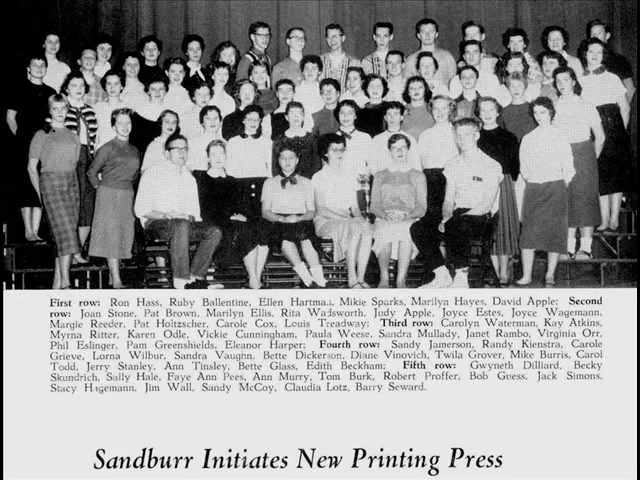 First row: Ron Hass, Ruby Ballentine, Ellen Hartman, Mikie Sparks, Marilyn Hayes, David Apple; Second
row: Joan Stone, Pat Brown, Marilyn Ellis, Rita Wadsworth, Judy Apple, Joyce Estes, Joyce Wagemann,
Margie Reeder, Pat Holtzscher, Carole Cox, Louis Treadway; Third row: Carolyn Waterman, Kay Atkins,
Myrna Ritter, Karen Odle, Vickie Cunningham, Paula Weese, Sandra Mullady, Janet Rambo, Virginia Orr,
Phil Eslinger, Pam Greenshields, Eleanor Harper; Fourth row: Sandy Jamerson, Randy Kienstra, Carole
Grieve, Lorna Wilbur, Sandra Vaughn, Bette Dickerson, Diane Vinovich, Twila Grover, Mike Burris, Carol
Todd, Jerry Stanley, Ann Tinsley, Bette Glass, Edith Beckham; Fifth row: Gwyneth Dilliard, Becky
Skundrich, Sally Hale, Faye Ann Pees, Ann Murry, Tom Burk, Robert Proffer, Bob Guess, Jack Simons,
Stacy Hagemann, Jim Wall, Sandy McCoy, Claudia Lotz, Barry Seward.
Sandburr Initiates New Printing Press